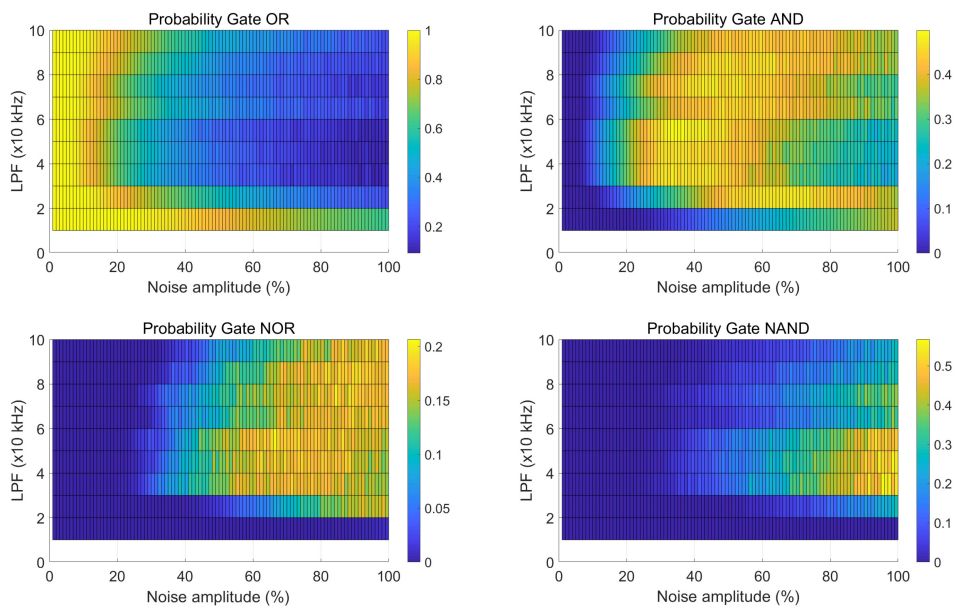 Probability Gate OR
10
8
6
4
2
0
LPF (x10 kHz)
0 20 40 60 80 100
Noise amplitude (%)
1
0.8
0.6
0.4
0.2
Probability Gate AND
10
8
6
4
2
0
LPF (x10 kHz)
0 20 40 60 80 100
Noise amplitude (%)
0.4
0.3
0.2
0.1
0
Probability Gate NOR
10
8
6
4
2
0
LPF (x10 kHz)
0 20 40 60 80 100
Noise amplitude (%)
0.2
0.15
0.1
0.05
0
Probability Gate NAND
10
8
6
4
2
0
LPF (x10 kHz)
0 20 40 60 80 100
Noise amplitude (%)
0.5
0.4
0.3
0.2
0.1
0